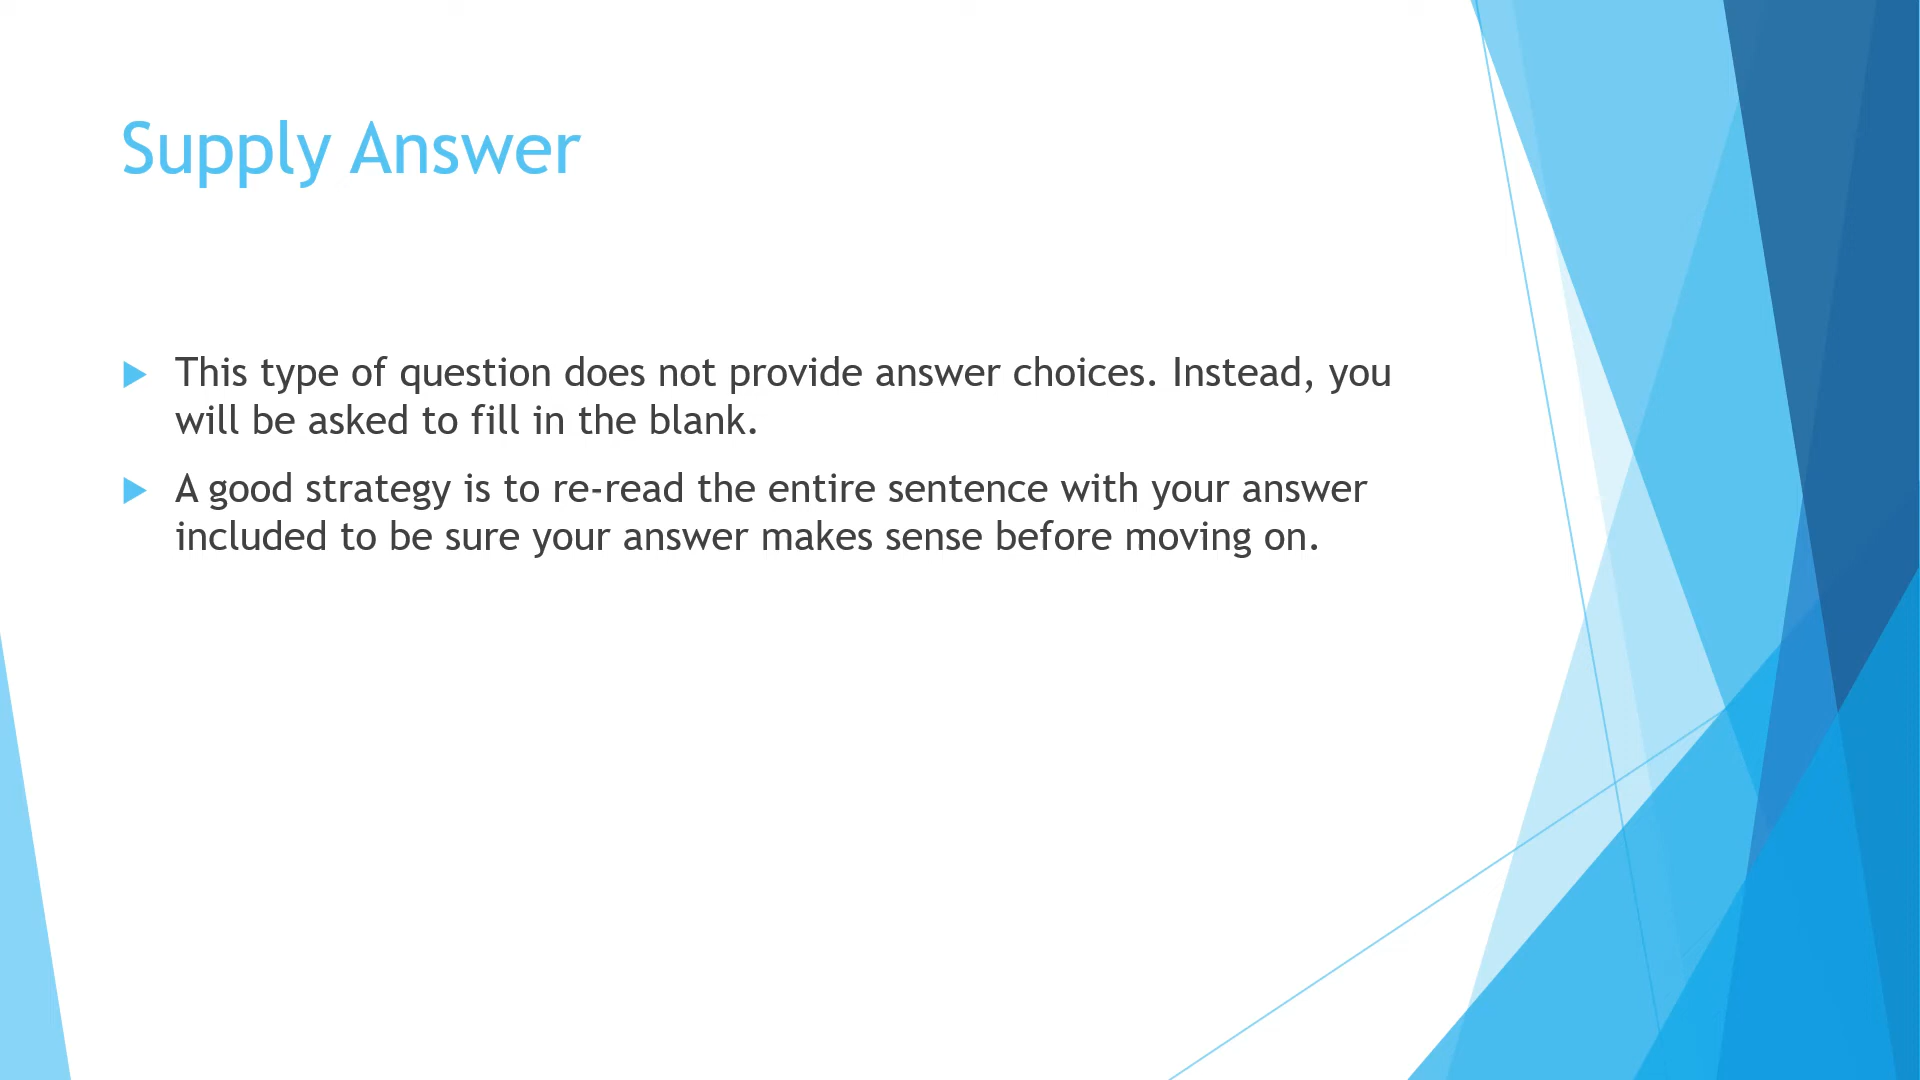 Supply Answer
This type of question does not provide answer choices. Instead, you
will be asked to fill in the blank.
A good strategy is to re-read the entire sentence with your answer
included to be sure your answer makes sense before moving on.